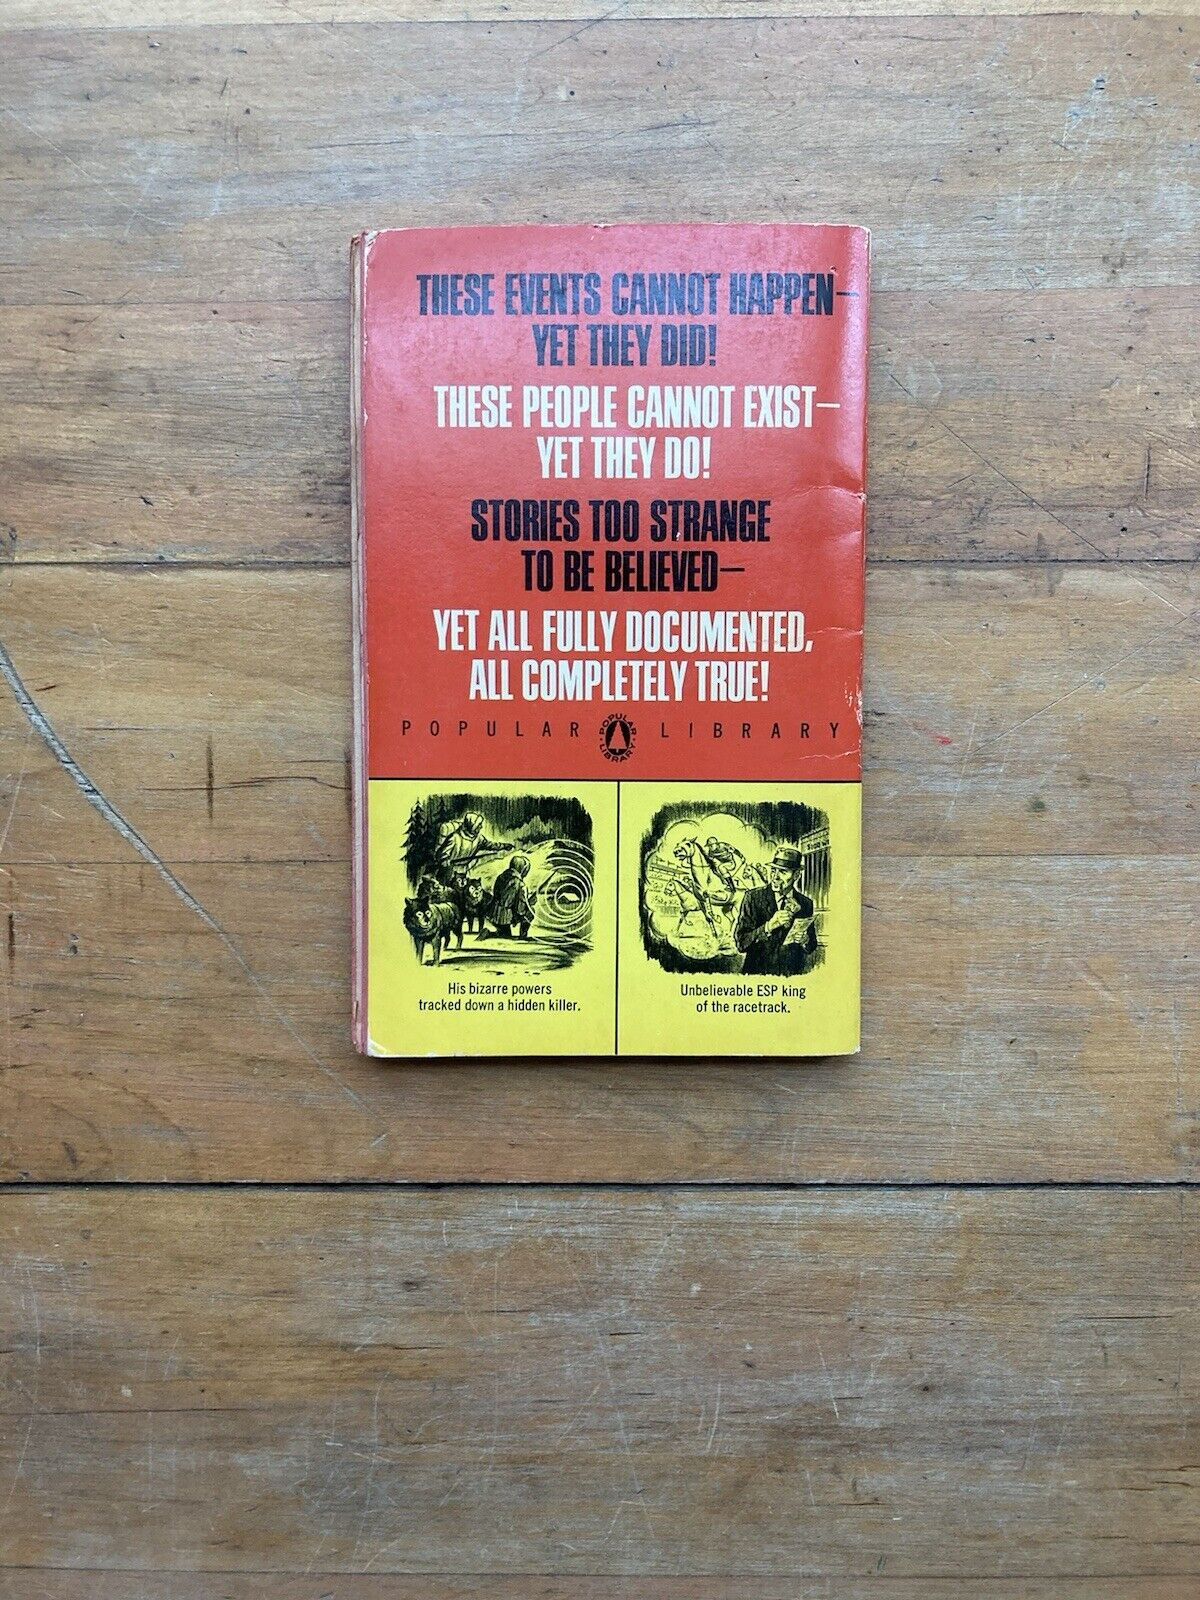 THESE EVENTS CANNOT HAPPEN—
YET THEY DID!
THESE PEOPLE CANNOT EXIST—
YET THEY DO!
STORIES TOO STRANGE
TO BE BELIEVED—
YET ALL FULLY DOCUMENTED,
ALL COMPLETELY TRUE!
POPULAR POPULAR LIBRARY LIBRARY
His bizarre powers
tracked down a hidden killer.
Unbelievable ESP king
of the racetrack.